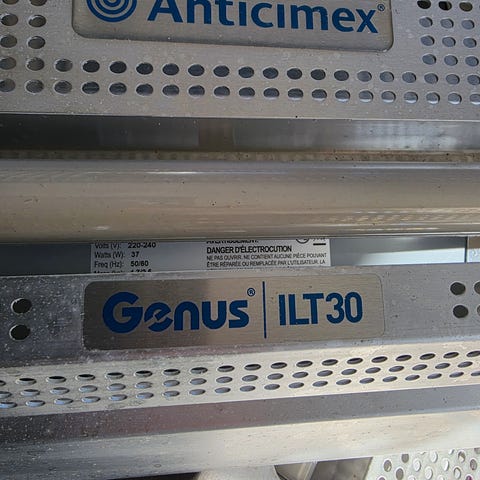 Anticimex®
Volts (V): 220-240
Watts (W): 37
Freq (Hz): 50/60
AVERTISSEMENT:
DANGER D'ÉLECTROCUTION
NE PAS OUVRIR. NE CONTIENT AUCUNE PIÈCE POUVANT
ÊTRE RÉPARÉE OU REMPLACÉE PAR L'UTILISATEUR. LA
Genus® ILT30